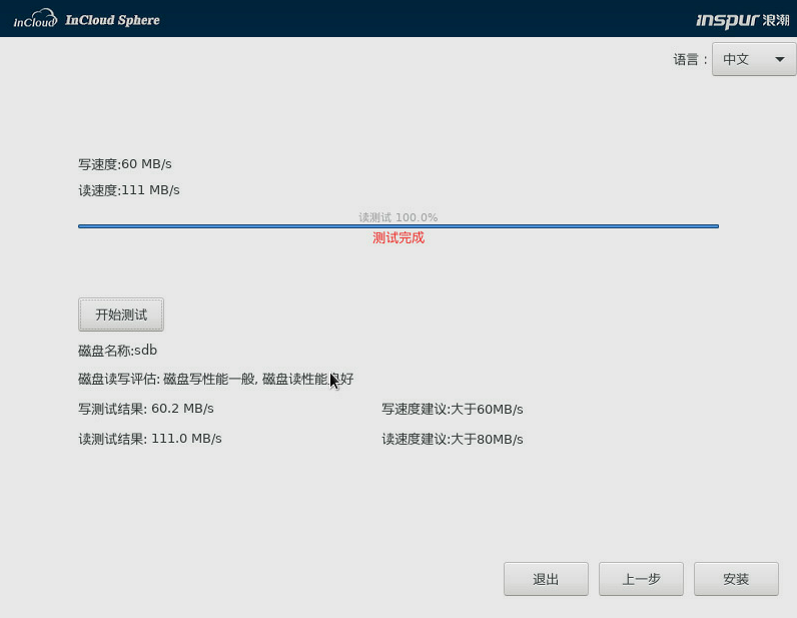 InCloud InCloud Sphere inspur 浪潮
语言： 中文
写速度:60 MB/s
读速度:111 MB/s
读测试 100.0%
测试完成
开始测试
磁盘名称:sdb
磁盘读写评估: 磁盘写性能一般, 磁盘读性能良好
写测试结果: 60.2 MB/s 写速度建议:大于60MB/s
读测试结果: 111.0 MB/s 读速度建议:大于80MB/s
退出 上一步 安装